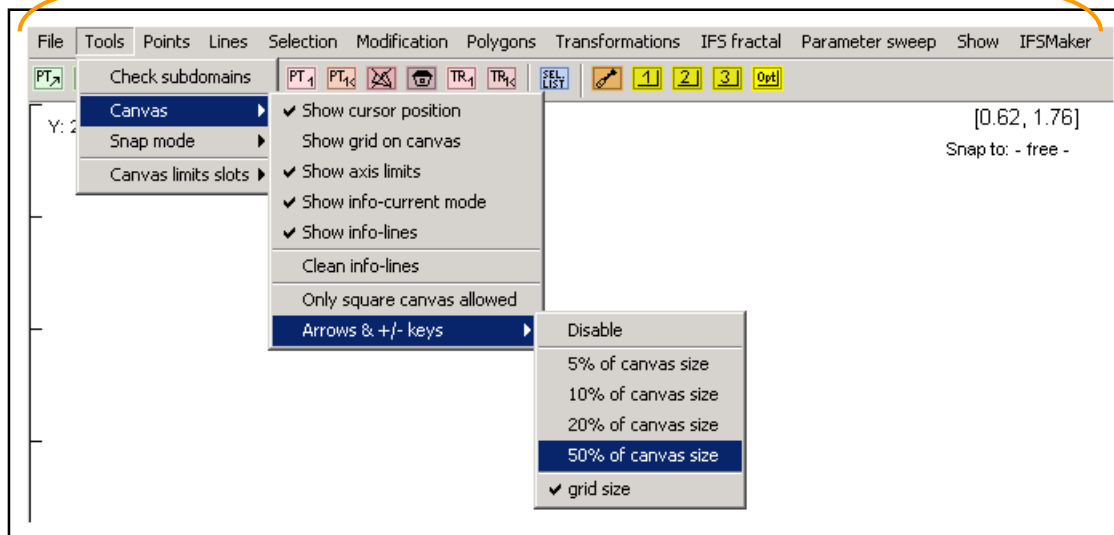 File Tools Points Lines Selection Modification Polygons Transformations IFS fractal Parameter sweep Show IFSMaker
PT PT1 PT1< TR1 TR1< SEL LIST 1 2 3 Opt
Check subdomains
Canvas
Snap mode
Canvas limits slots
Y: 2
[0.62, 1.76]
Snap to: - free -
Show cursor position
Show grid on canvas
Show axis limits
Show info-current mode
Show info-lines
Clean info-lines
Only square canvas allowed
Arrows & +/- keys
Disable
5% of canvas size
10% of canvas size
20% of canvas size
50% of canvas size
grid size